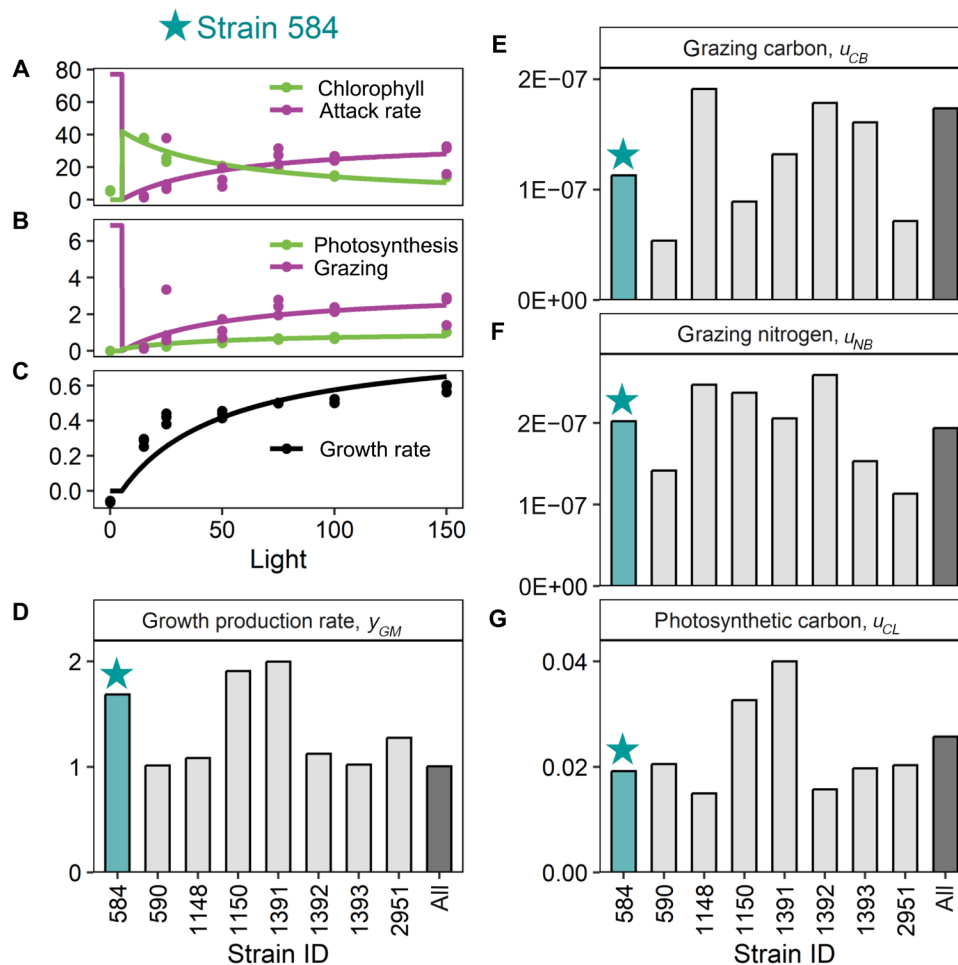 ★ Strain 584
A
80
60
40
20
0
Chlorophyll
Attack rate
B
6
4
2
0
Photosynthesis
Grazing
C
0.6
0.4
0.2
0.0
Growth rate
0 50 100 150
Light
D
Growth production rate, yGM
2
1
0
584 590 1148 1150 1391 1392 1393 2951 All
Strain ID
E
Grazing carbon, uCB
2E−07
1E−07
0E+00
F
Grazing nitrogen, uNB
2E−07
1E−07
0E+00
G
Photosynthetic carbon, uCL
0.04
0.02
0.00
584 590 1148 1150 1391 1392 1393 2951 All
Strain ID